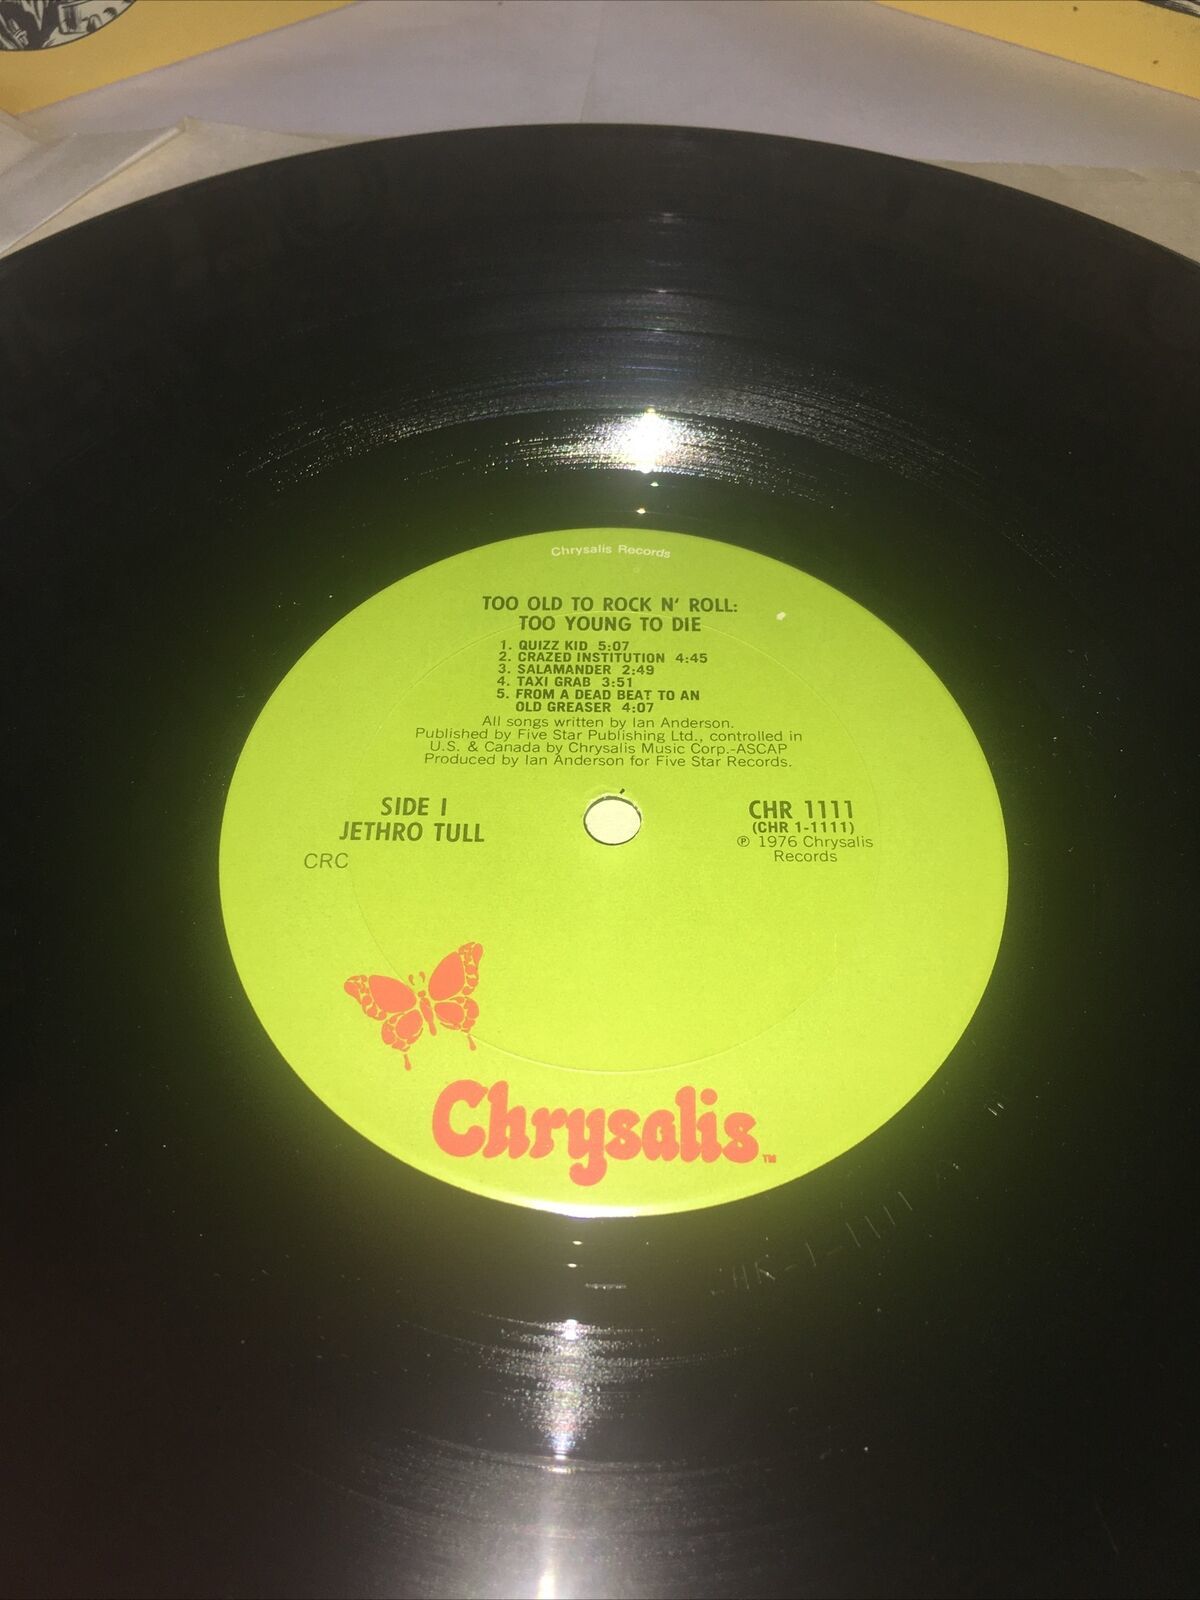 Chrysalis Records
TOO OLD TO ROCK N' ROLL:
TOO YOUNG TO DIE
1. QUIZZ KID 5:07
2. CRAZED INSTITUTION 4:45
3. SALAMANDER 2:49
4. TAXI GRAB 3:51
5. FROM A DEAD BEAT TO AN
OLD GREASER 4:07
All songs written by Ian Anderson.
Published by Five Star Publishing Ltd., controlled in
U.S. & Canada by Chrysalis Music Corp.-ASCAP
Produced by Ian Anderson for Five Star Records.
SIDE I
JETHRO TULL
CRC
CHR 1111
(CHR 1-1111)
℗ 1976 Chrysalis
Records
Chrysalis™